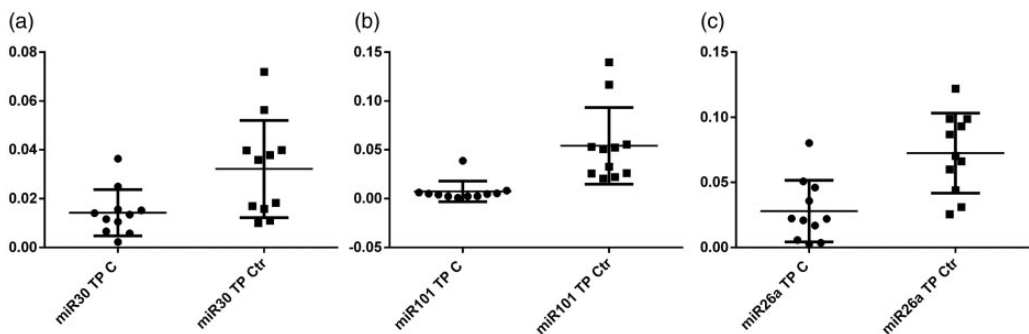 (a)
0.08
0.06
0.04
0.02
0.00
miR30 TP C
miR30 TP Ctr
(b)
0.15
0.10
0.05
0.00
-0.05
miR101 TP C
miR101 TP Ctr
(c)
0.15
0.10
0.05
0.00
miR26a TP C
miR26a TP Ctr